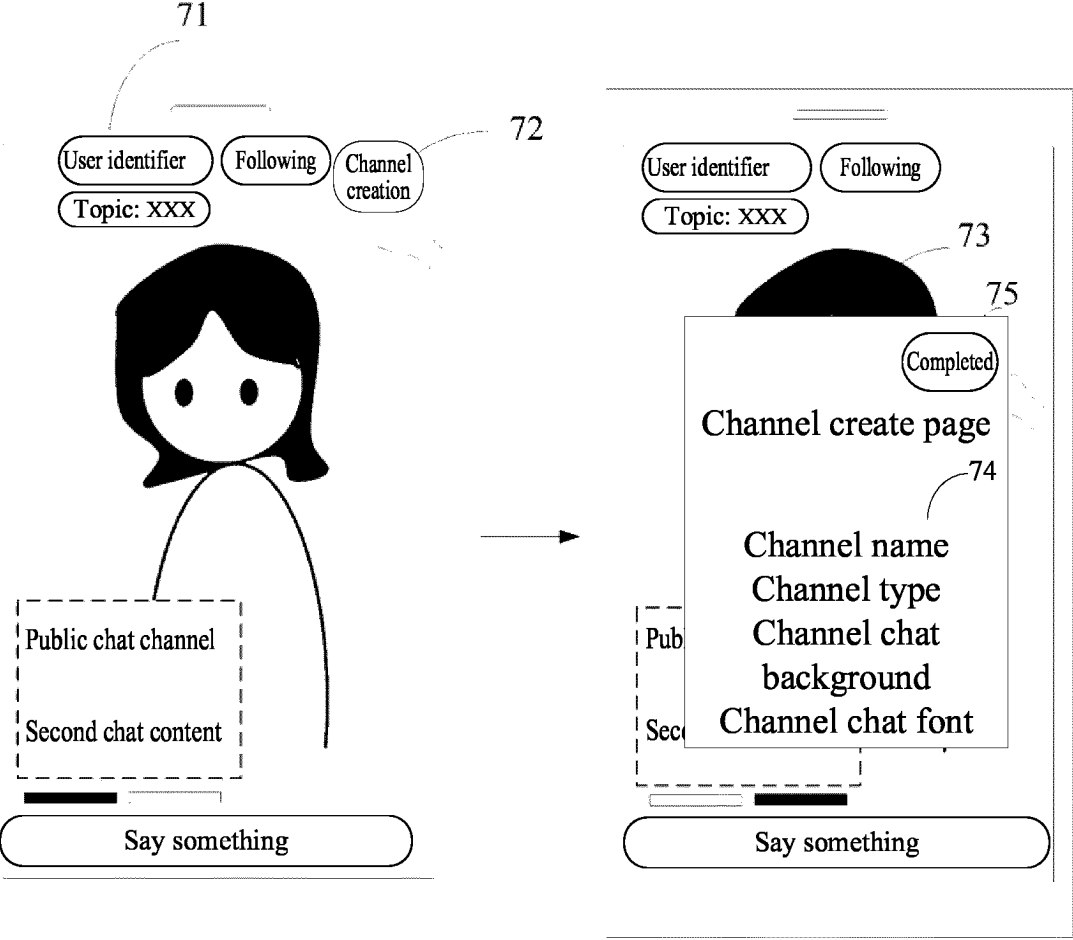 71
72
User identifier
Following
Channel
creation
Topic: XXX
Public chat channel
Second chat content
Say something
User identifier
Following
Topic: XXX
73
75
Completed
Channel create page
74
Channel name
Channel type
Channel chat
background
Channel chat font
Pub
Sec
Say something